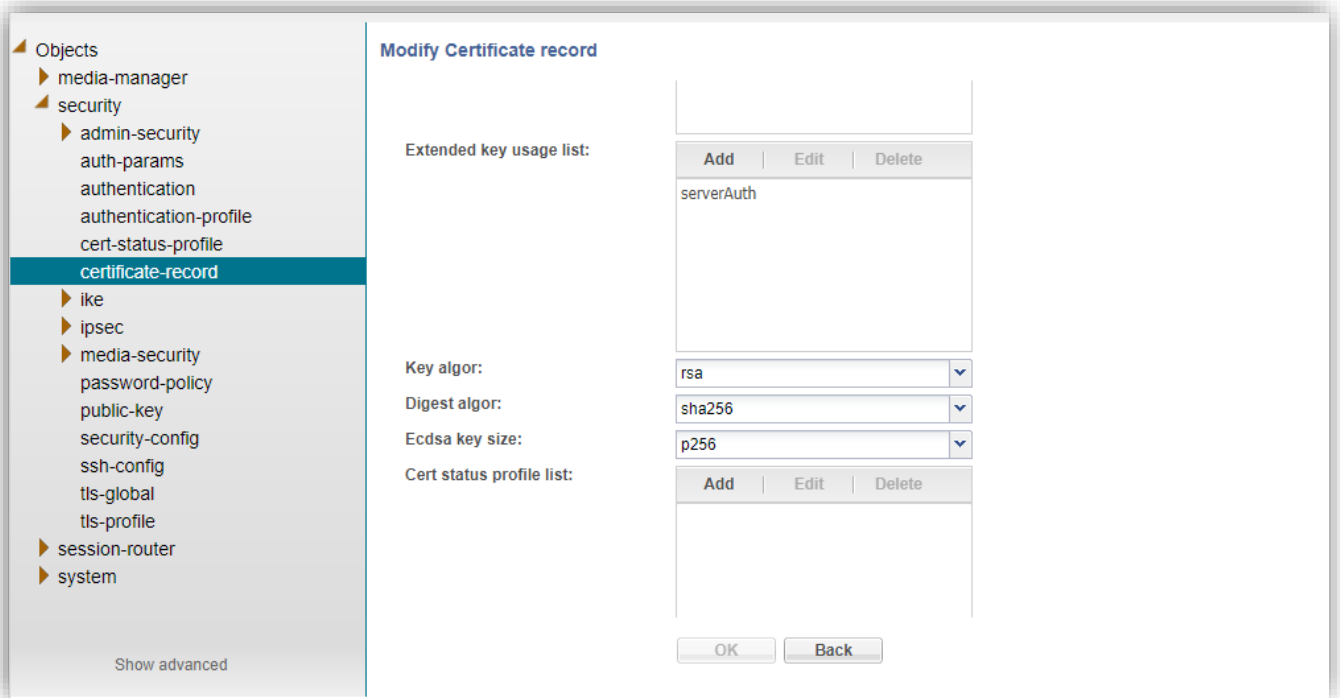 Objects
media-manager
security
admin-security
auth-params
authentication
authentication-profile
cert-status-profile
certificate-record
ike
ipsec
media-security
password-policy
public-key
security-config
ssh-config
tls-global
tls-profile
session-router
system
Show advanced
Modify Certificate record
Extended key usage list:
Add | Edit | Delete
serverAuth
Key algor: rsa
Digest algor: sha256
Ecdsa key size: p256
Cert status profile list:
Add | Edit | Delete
OK Back